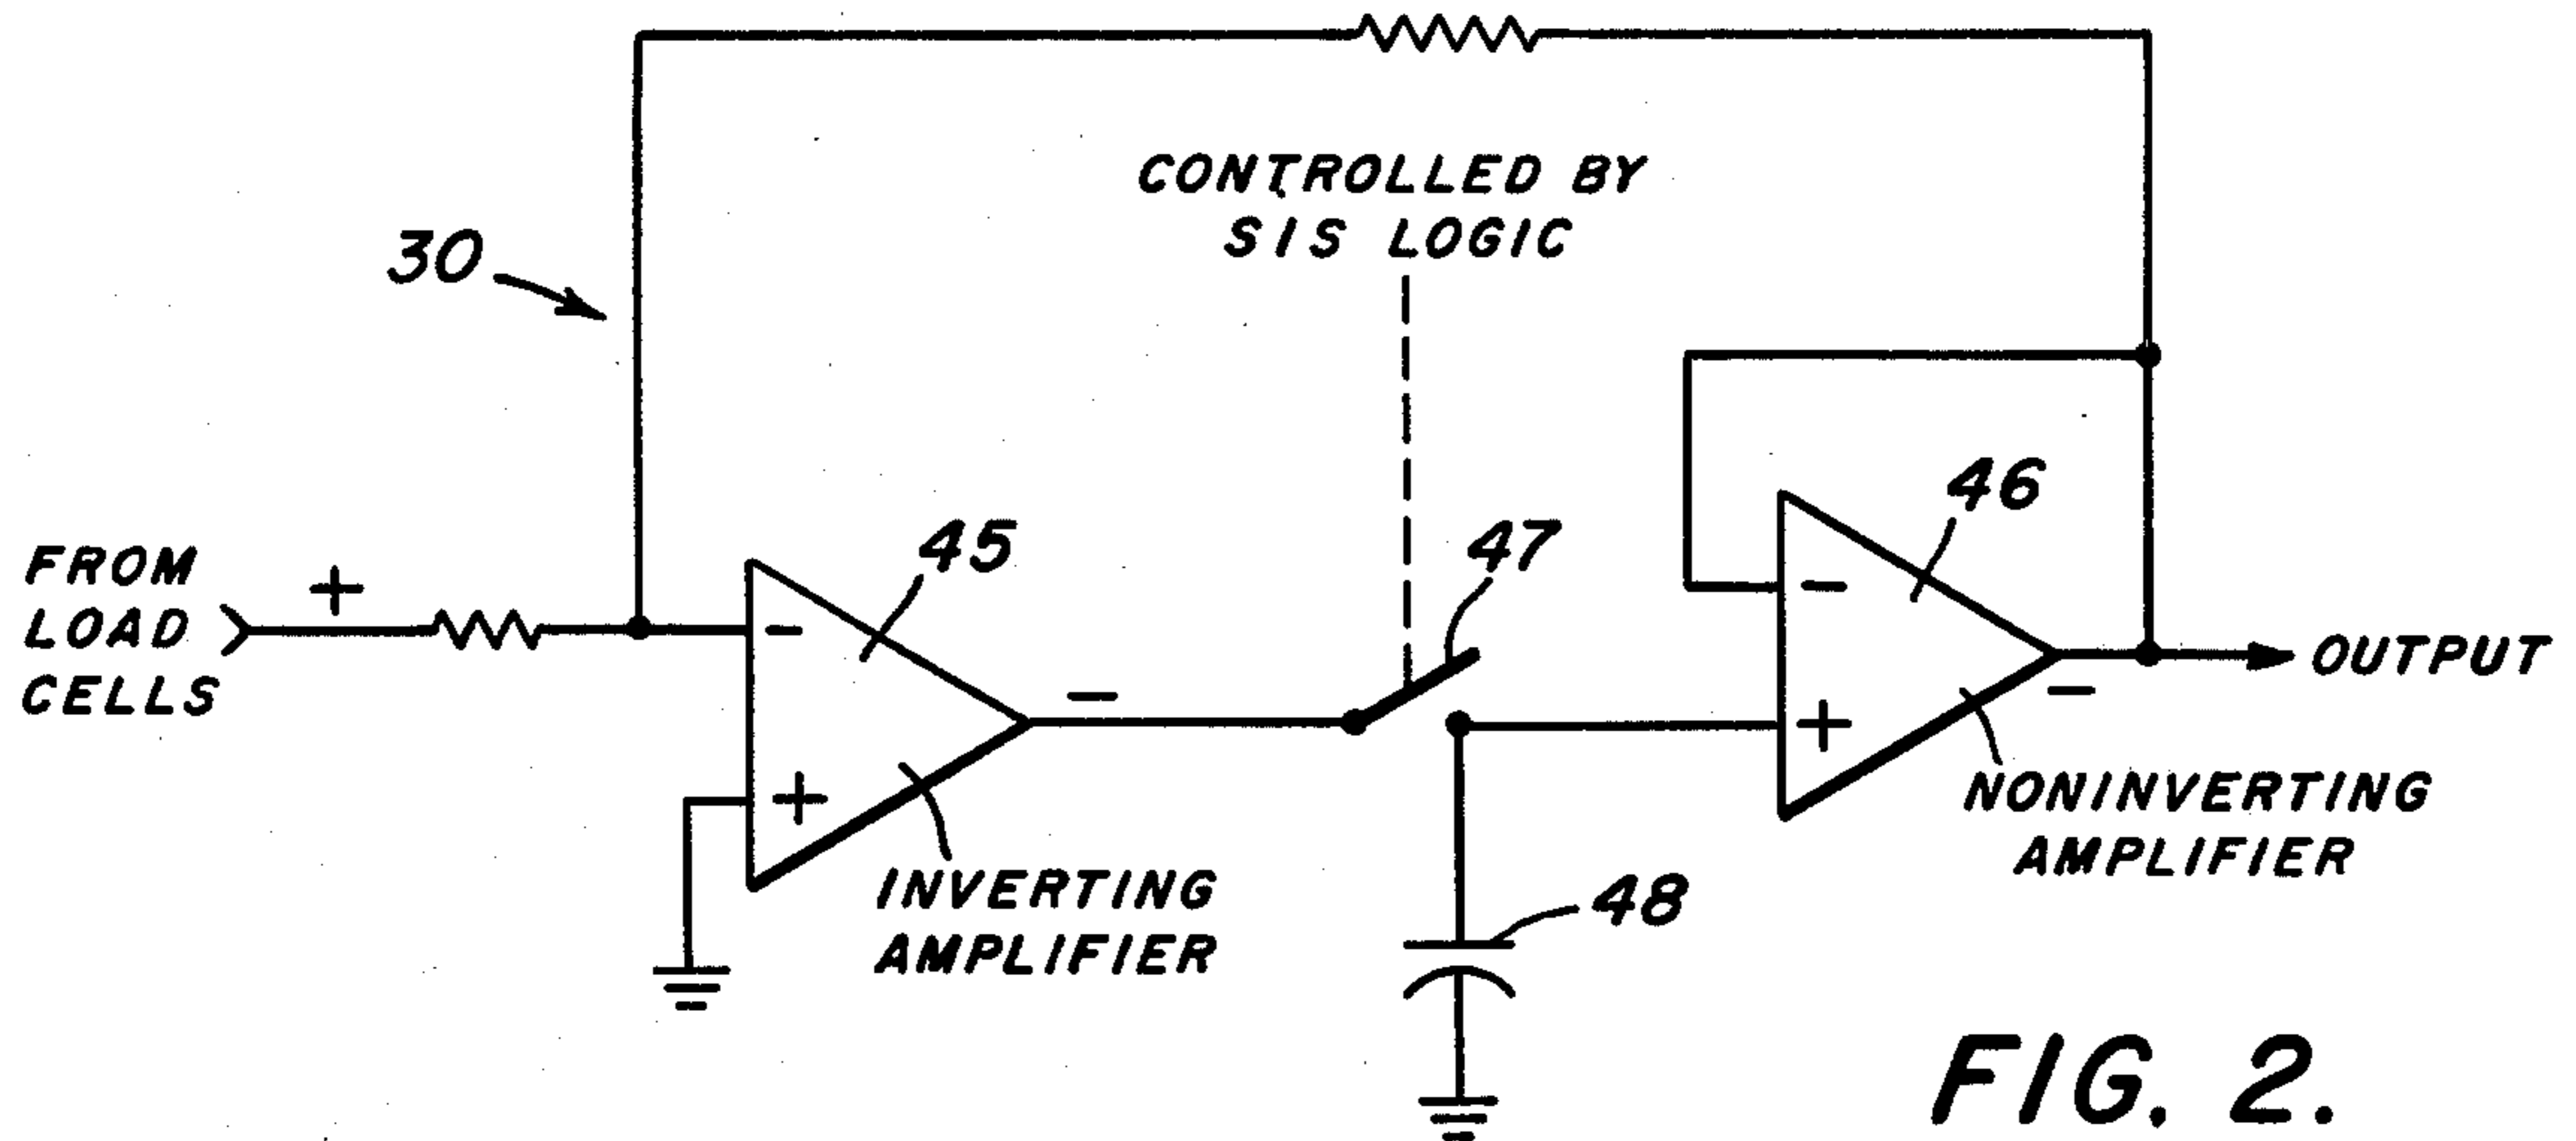 CONTROLLED BY
SIS LOGIC
30
45
47
46
FROM
LOAD
CELLS
+
-
+
-
-
+
-
OUTPUT
INVERTING
AMPLIFIER
48
NONINVERTING
AMPLIFIER
FIG. 2.